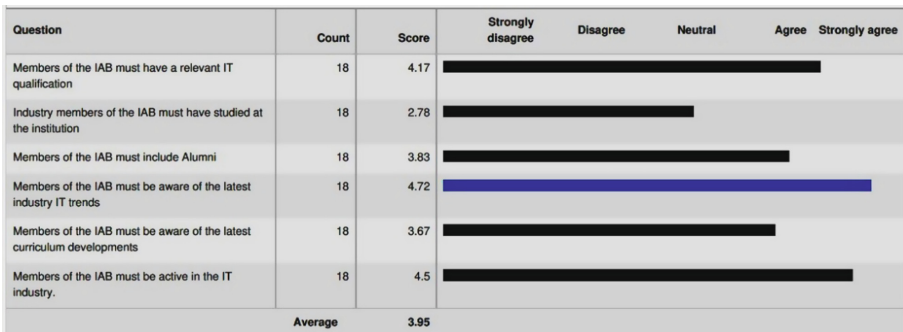 Question Count Score Strongly disagree Disagree Neutral Agree Strongly agree
Members of the IAB must have a relevant IT 18 4.17
qualification
Industry members of the IAB must have studied at 18 2.78
the institution
Members of the IAB must include Alumni 18 3.83
Members of the IAB must be aware of the latest 18 4.72
industry IT trends
Members of the IAB must be aware of the latest 18 3.67
curriculum developments
Members of the IAB must be active in the IT 18 4.5
industry.
Average 3.95